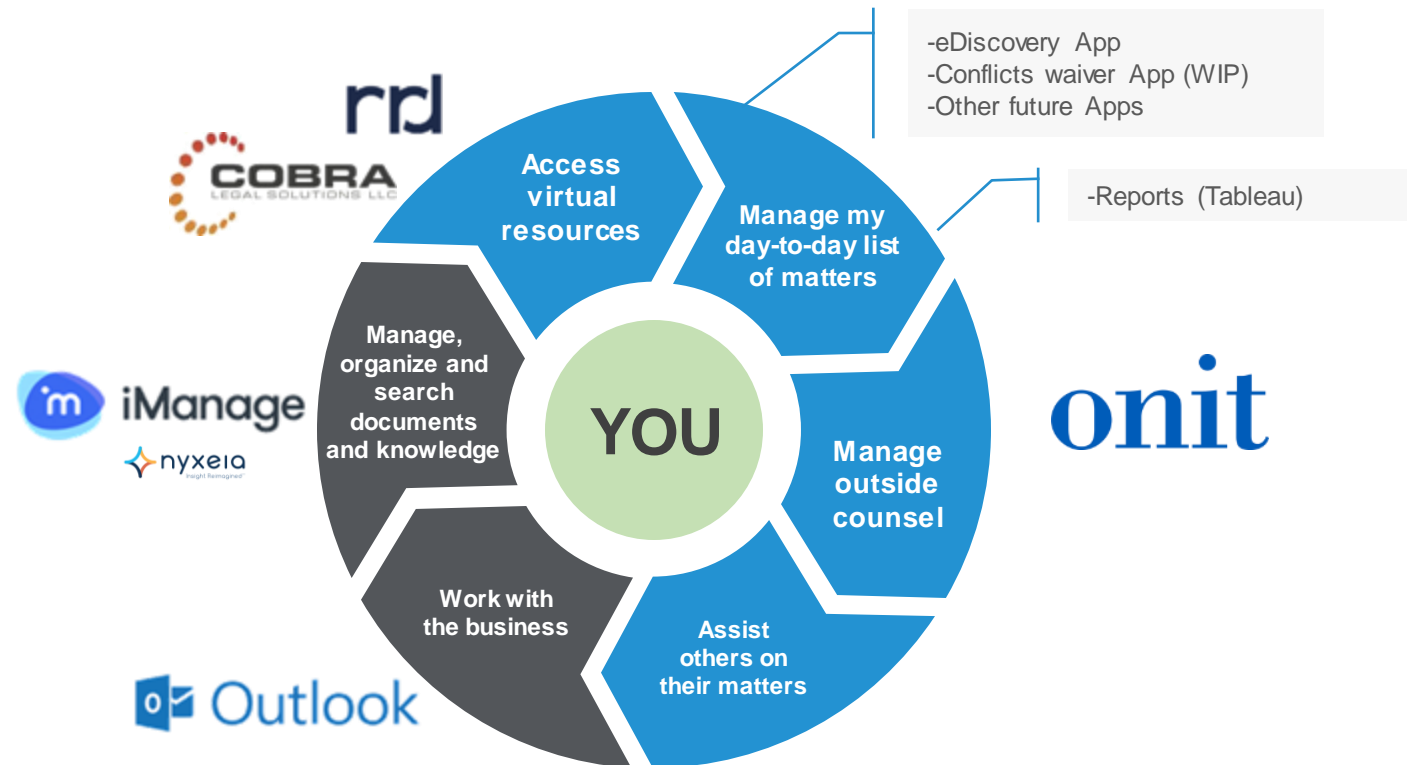 -eDiscovery App
-Conflicts waiver App (WIP)
-Other future Apps
rrd
COBRA
LEGAL SOLUTIONS LLC
Access
virtual
resources
-Reports (Tableau)
Manage my
day-to-day list
of matters
Manage,
organize and
search
documents
and knowledge
YOU
m
iManage
nyxeia
Insight Reimagined
onit
Manage
outside
counsel
Work with
the business
Assist
others on
their matters
o
Outlook